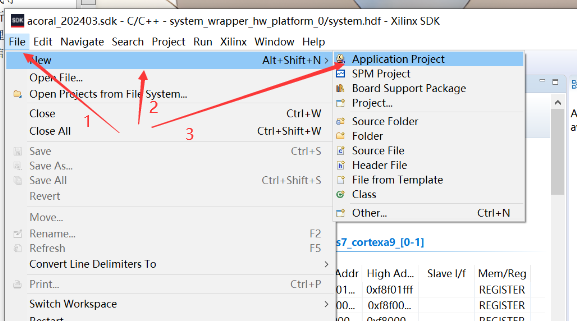 SDK acoral_202403.sdk - C/C++ - system_wrapper_hw_platform_0/system.hdf - Xilinx SDK
File Edit Navigate Search Project Run Xilinx Window Help
New Alt+Shift+N >
Open File...
Open Projects from File System...
Close Ctrl+W
Close All Ctrl+Shift+W
Save Ctrl+S
Save As...
Save All Ctrl+Shift+S
Revert
Move...
Rename... F2
Refresh F5
Convert Line Delimiters To >
Print... Ctrl+P
Switch Workspace >
Restart
1
2
3
Application Project
SPM Project
Board Support Package
Project...
Source Folder
Folder
Source File
Header File
File from Template
Class
Other... Ctrl+N
s7_cortexa9_[0-1]
Addr High Ad... Slave I/f Mem/Reg
01... 0xf8f01fff REGISTER
00... 0xf8f00... REGISTER
00... 0xf8000... REGISTER